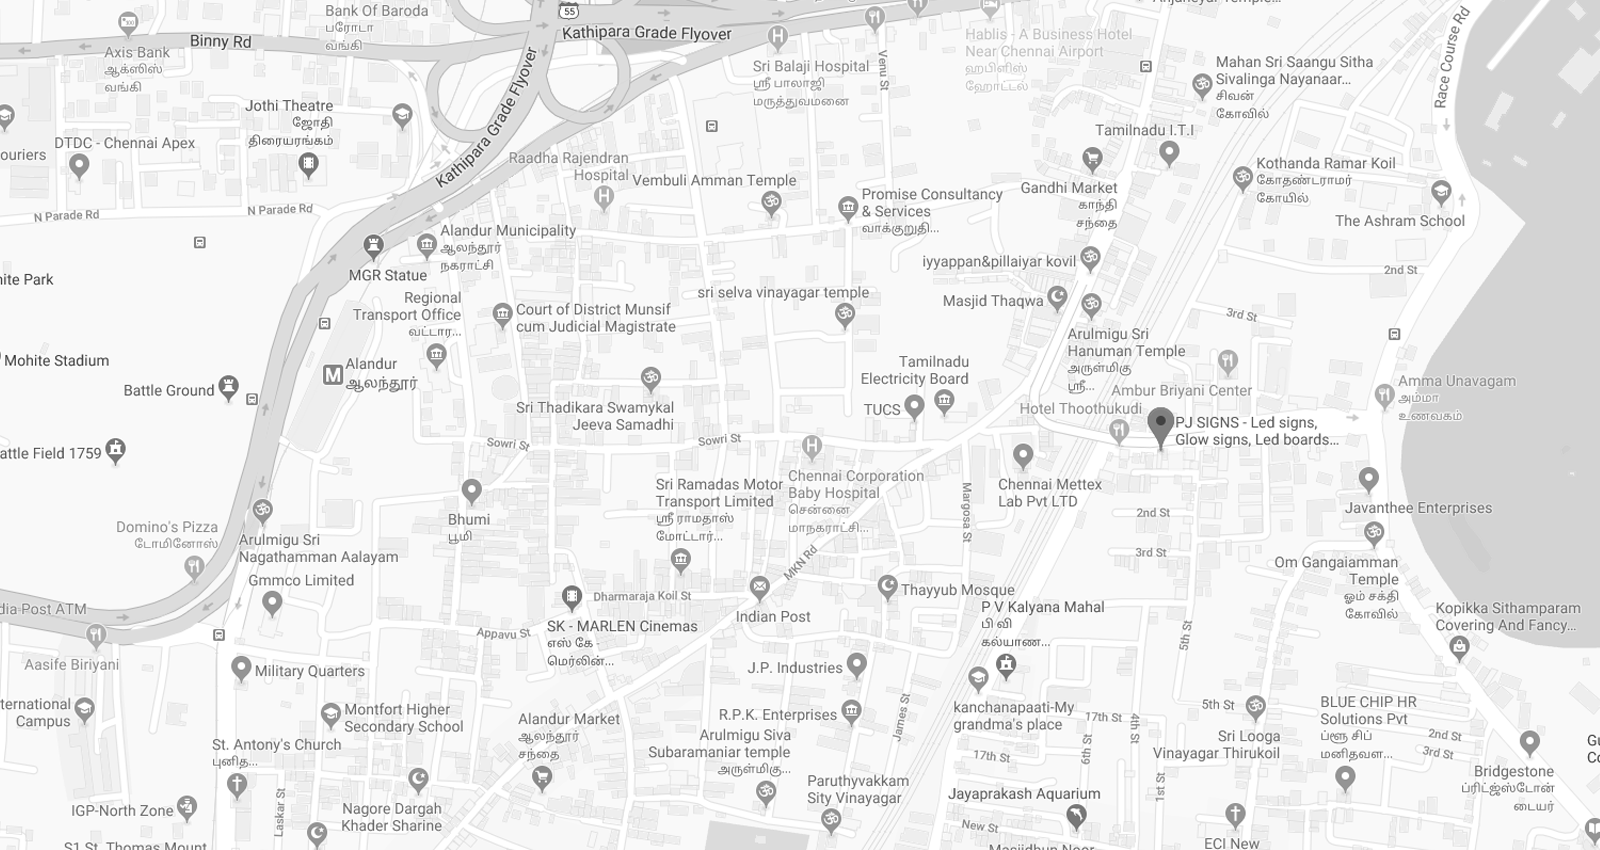 Bank Of Baroda
பரோடா
வங்கி
55
Binny Rd
Kathipara Grade Flyover
Axis Bank
ஆக்ஸிஸ்
வங்கி
Sri Balaji Hospital
ஸ்ரீ பாலாஜி
மருத்துவமனை
Venu St
Hablis - A Business Hotel
Near Chennai Airport
ஹபிளிஸ்
ஹோட்டல்
Mahan Sri Saangu Sitha
Sivalinga Nayanaar...
சிவன்
கோவில்
Race Course Rd
Kathipara Grade Flyover
Jothi Theatre
ஜோதி
திரையரங்கம்
DTDC - Chennai Apex
ouriers
Raadha Rajendran
Hospital
Vembuli Amman Temple
Promise Consultancy
& Services
வாக்குறுதி...
Tamilnadu I.T.I
Gandhi Market
காந்தி
சந்தை
Kothanda Ramar Koil
கோதண்டராமர்
கோயில்
The Ashram School
N Parade Rd
N Parade Rd
Alandur Municipality
ஆலந்தூர்
நகராட்சி
MGR Statue
nite Park
iyyappan&pillaiyar kovil
2nd St
Regional
Transport Office
வட்டார...
Court of District Munsif
cum Judicial Magistrate
sri selva vinayagar temple
Masjid Thaqwa
3rd St
Arulmigu Sri
Hanuman Temple
அருள்மிகு
ஸ்ரீ...
Mohite Stadium
Alandur
ஆலந்தூர்
Battle Ground
Tamilnadu
Electricity Board
TUCS
Ambur Briyani Center
Hotel Thoothukudi
Amma Unavagam
அம்மா
உணவகம்
PJ SIGNS - Led signs,
Glow signs, Led boards...
Sri Thadikara Swamykal
Jeeva Samadhi
Sowri St
Sowri St
attle Field 1759
Sri Ramadas Motor
Transport Limited
ஸ்ரீ ராமதாஸ்
மோட்டார்...
Chennai Corporation
Baby Hospital
சென்னை
மாநகராட்சி...
Margosa St
Chennai Mettex
Lab Pvt LTD
Javanthee Enterprises
2nd St
3rd St
Bhumi
பூமி
Domino's Pizza
டோமினோஸ்
Arulmigu Sri
Nagathamman Aalayam
Gmmco Limited
MKN Rd
Om Gangaiamman
Temple
ஓம் சக்தி
கோவில்
dia Post ATM
Dharmaraja Koil St
Indian Post
Thayyub Mosque
P V Kalyana Mahal
பி வி
கல்யாண...
Kopikka Sithamparam
Covering And Fancy...
Appavu St
SK - MARLEN Cinemas
எஸ் கே -
மெர்லின்...
5th St
Aasife Biriyani
Military Quarters
J.P. Industries
nternational
Campus
Montfort Higher
Secondary School
Alandur Market
ஆலந்தூர்
சந்தை
R.P.K. Enterprises
Arulmigu Siva
Subaramaniar temple
அருள்மிகு...
James St
kanchanapaati-My
grandma's place
17th St
17th St
6th St
4th St
5th St
BLUE CHIP HR
Solutions Pvt
ப்ளூ சிப்
மனிதவள...
2nd St
3rd St
Sri Looga
Vinayagar Thirukoil
St. Antony's Church
புனித...
Bridgestone
ப்ரிட்ஜ்ஸ்டோன்
டையர்
Gu
Co
IGP-North Zone
Laskar St
Nagore Dargah
Khader Sharine
Paruthyvakkam
Sity Vinayagar
Jayaprakash Aquarium
1st St
New St
ECI New
S1 St. Thomas Mount